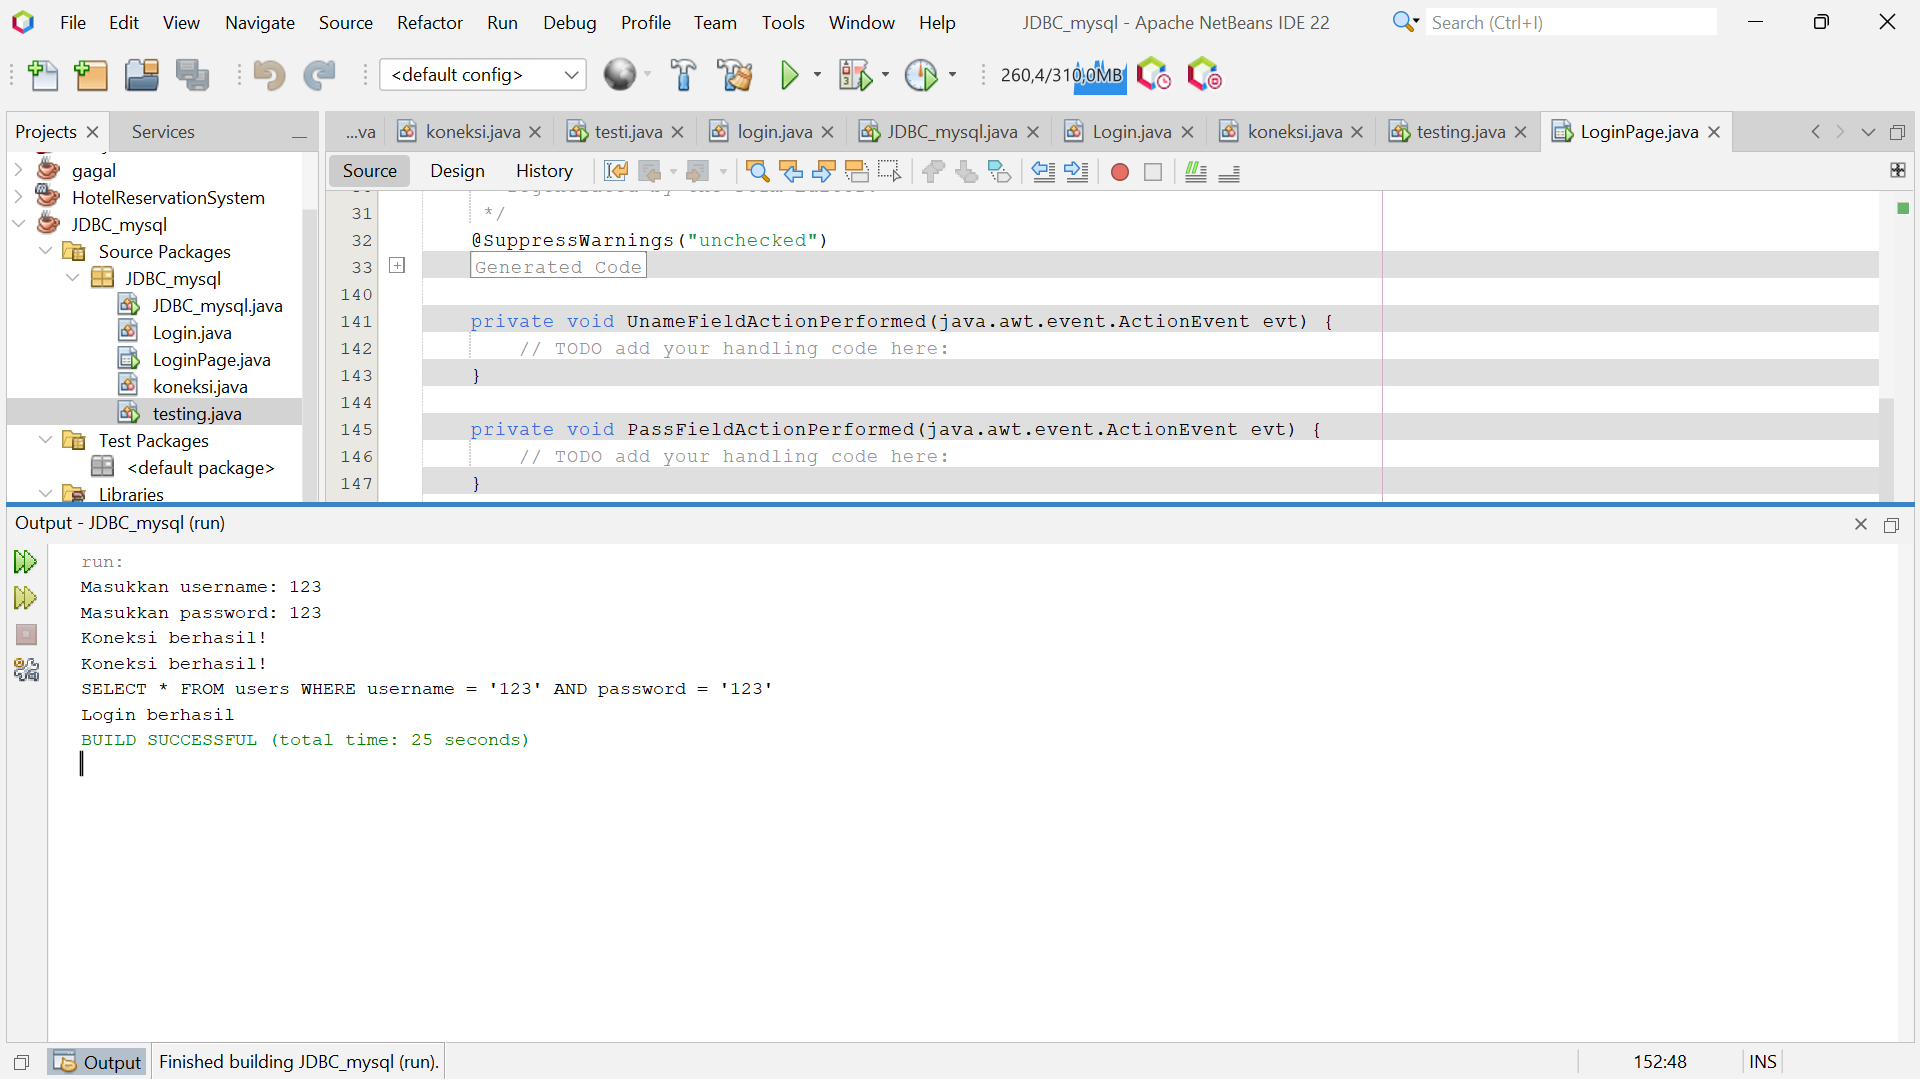 File Edit View Navigate Source Refactor Run Debug Profile Team Tools Window Help JDBC_mysql - Apache NetBeans IDE 22 Search (Ctrl+I)
<default config> 260,4/310,0MB
Projects Services ...va koneksi.java testi.java login.java JDBC_mysql.java Login.java koneksi.java testing.java LoginPage.java
Source Design History
gagal
HotelReservationSystem
JDBC_mysql
Source Packages
JDBC_mysql
JDBC_mysql.java
Login.java
LoginPage.java
koneksi.java
testing.java
Test Packages
<default package>
Libraries
31 */
32 @SuppressWarnings("unchecked")
33 Generated Code
140
141 private void UnameFieldActionPerformed(java.awt.event.ActionEvent evt) {
142 // TODO add your handling code here:
143 }
144
145 private void PassFieldActionPerformed(java.awt.event.ActionEvent evt) {
146 // TODO add your handling code here:
147 }
Output - JDBC_mysql (run)
run:
Masukkan username: 123
Masukkan password: 123
Koneksi berhasil!
Koneksi berhasil!
SELECT * FROM users WHERE username = '123' AND password = '123'
Login berhasil
BUILD SUCCESSFUL (total time: 25 seconds)
Output Finished building JDBC_mysql (run). 152:48 INS